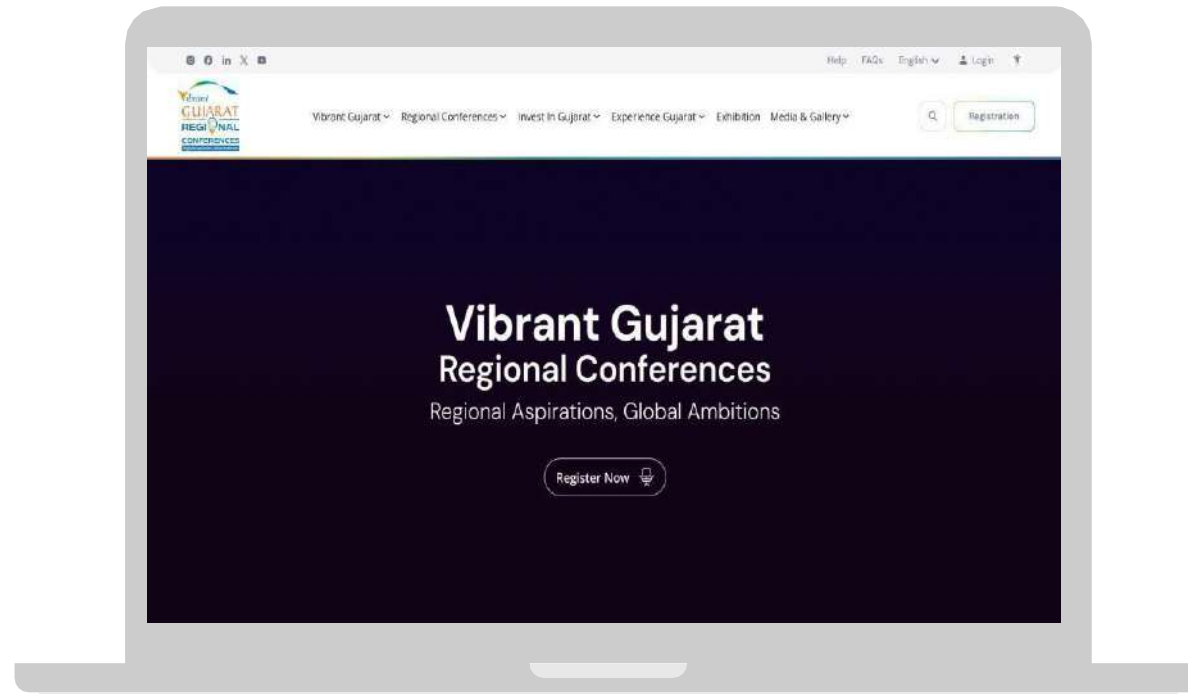 in X
Help FAQs English Login
Vibrant
GUJARAT
REGIONAL
CONFERENCES
Vibrant Gujarat Regional Conferences Invest In Gujarat Experience Gujarat Exhibition Media & Gallery
Registration
Vibrant Gujarat
Regional Conferences
Regional Aspirations, Global Ambitions
Register Now